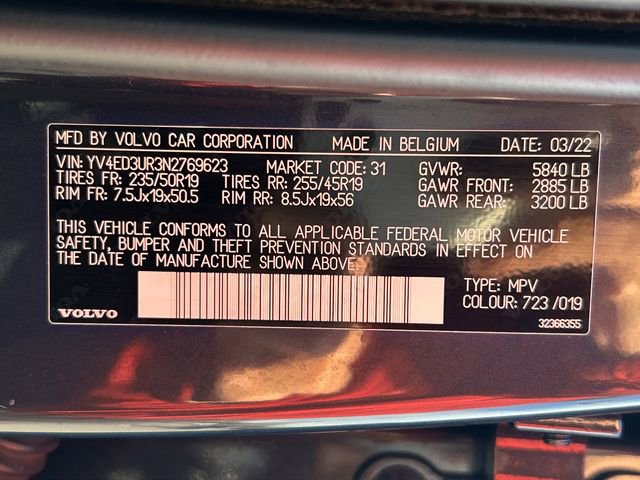 MFD BY VOLVO CAR CORPORATION MADE IN BELGIUM DATE: 03/22
VIN: YV4ED3UR3N2769623 MARKET CODE: 31 GVWR: 5840 LB
TIRES FR: 235/50R19 TIRES RR: 255/45R19 GAWR FRONT: 2885 LB
RIM FR: 7.5Jx19x50.5 RIM RR: 8.5Jx19x56 GAWR REAR: 3200 LB
THIS VEHICLE CONFORMS TO ALL APPLICABLE FEDERAL MOTOR VEHICLE
SAFETY, BUMPER AND THEFT PREVENTION STANDARDS IN EFFECT ON
THE DATE OF MANUFACTURE SHOWN ABOVE.
TYPE: MPV
COLOUR: 723 /019
VOLVO 32366355